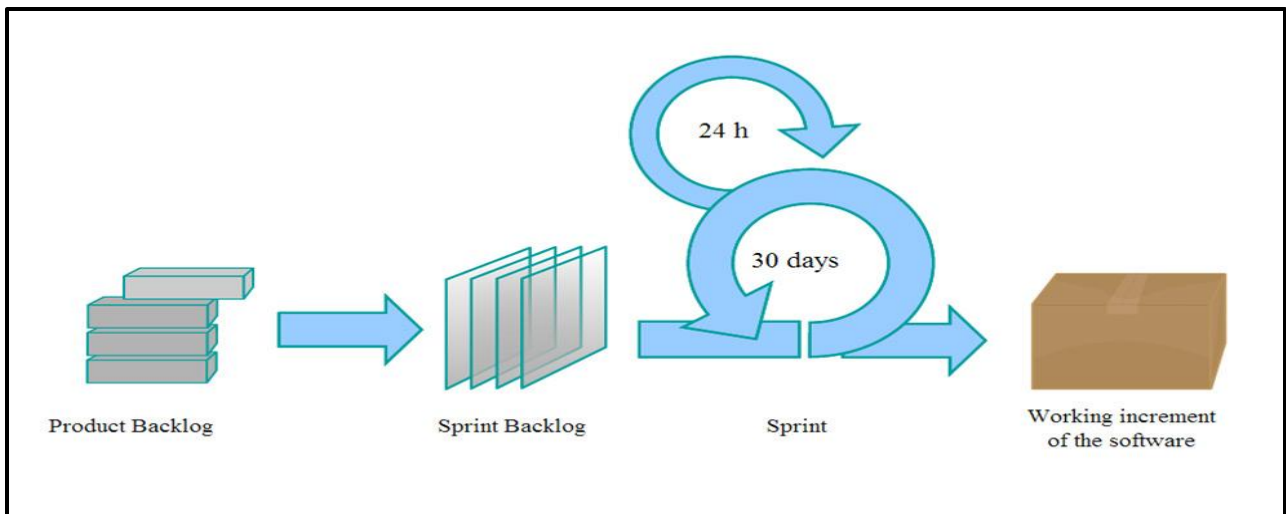 24 h
30 days
Product Backlog
Sprint Backlog
Sprint
Working increment
of the software